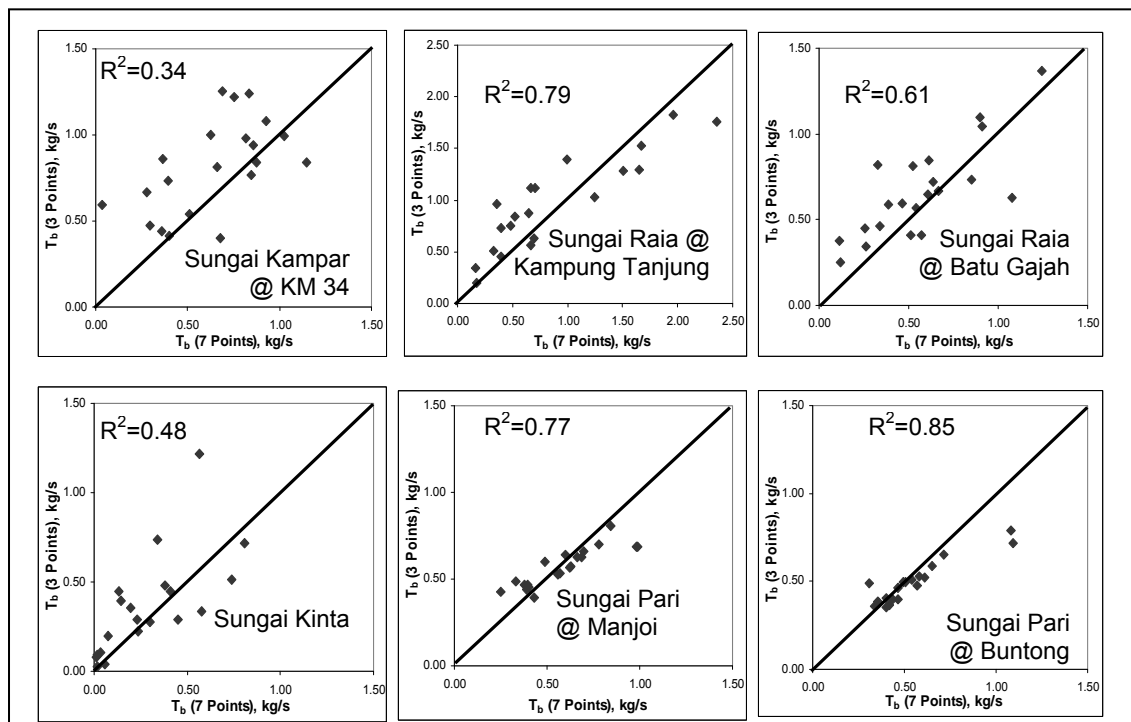 1.50
R²=0.34
1.00
0.50
0.00
T_b (3 Points), kg/s
Sungai Kampar
@ KM 34
0.00 0.50 1.00 1.50
T_b (7 Points), kg/s
2.50
R²=0.79
2.00
1.50
1.00
0.50
0.00
T_b (3 Points), kg/s
Sungai Raia @
Kampung Tanjung
0.00 0.50 1.00 1.50 2.00 2.50
T_b (7 Points), kg/s
1.50
R²=0.61
1.00
0.50
0.00
T_b (3 Points), kg/s
Sungai Raia
@ Batu Gajah
0.00 0.50 1.00 1.50
T_b (7 Points), kg/s
1.50
R²=0.48
1.00
0.50
0.00
T_b (3 Points), kg/s
Sungai Kinta
0.00 0.50 1.00 1.50
T_b (7 Points), kg/s
1.50
R²=0.77
1.00
0.50
0.00
T_b (3 Points), kg/s
Sungai Pari
@ Manjoi
0.00 0.50 1.00 1.50
T_b (7 Points), kg/s
1.50
R²=0.85
1.00
0.50
0.00
T_b (3 Points), kg/s
Sungai Pari
@ Buntong
0.00 0.50 1.00 1.50
T_b (7 Points), kg/s